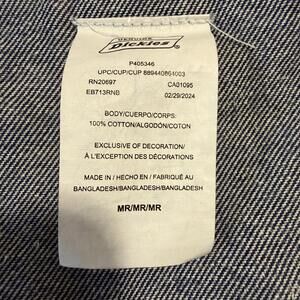 GENUINE
Dickies
P405346
UPC/CUP/CUP 889440864003
RN20697 CA01095
EB713RNB 02/29/2024
BODY/CUERPO/CORPS:
100% COTTON/ALGODÓN/COTON
EXCLUSIVE OF DECORATION/
À L'EXCEPTION DES DÉCORATIONS
MADE IN / HECHO EN / FABRIQUÉ AU
BANGLADESH/BANGLADESH/BANGLADESH
MR/MR/MR